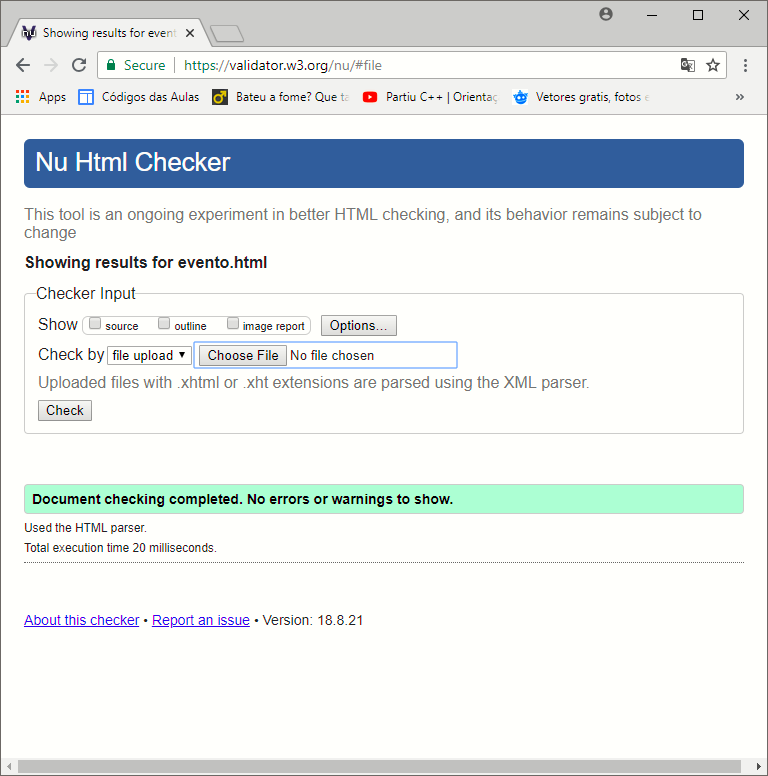 Showing results for evento
Secure https://validator.w3.org/nu/#file
Apps Códigos das Aulas Bateu a fome? Que ta Partiu C++ | Orientaç Vetores gratis, fotos e »
Nu Html Checker
This tool is an ongoing experiment in better HTML checking, and its behavior remains subject to
change
Showing results for evento.html
Checker Input
Show source outline image report Options...
Check by file upload Choose File No file chosen
Uploaded files with .xhtml or .xht extensions are parsed using the XML parser.
Check
Document checking completed. No errors or warnings to show.
Used the HTML parser.
Total execution time 20 milliseconds.
About this checker • Report an issue • Version: 18.8.21